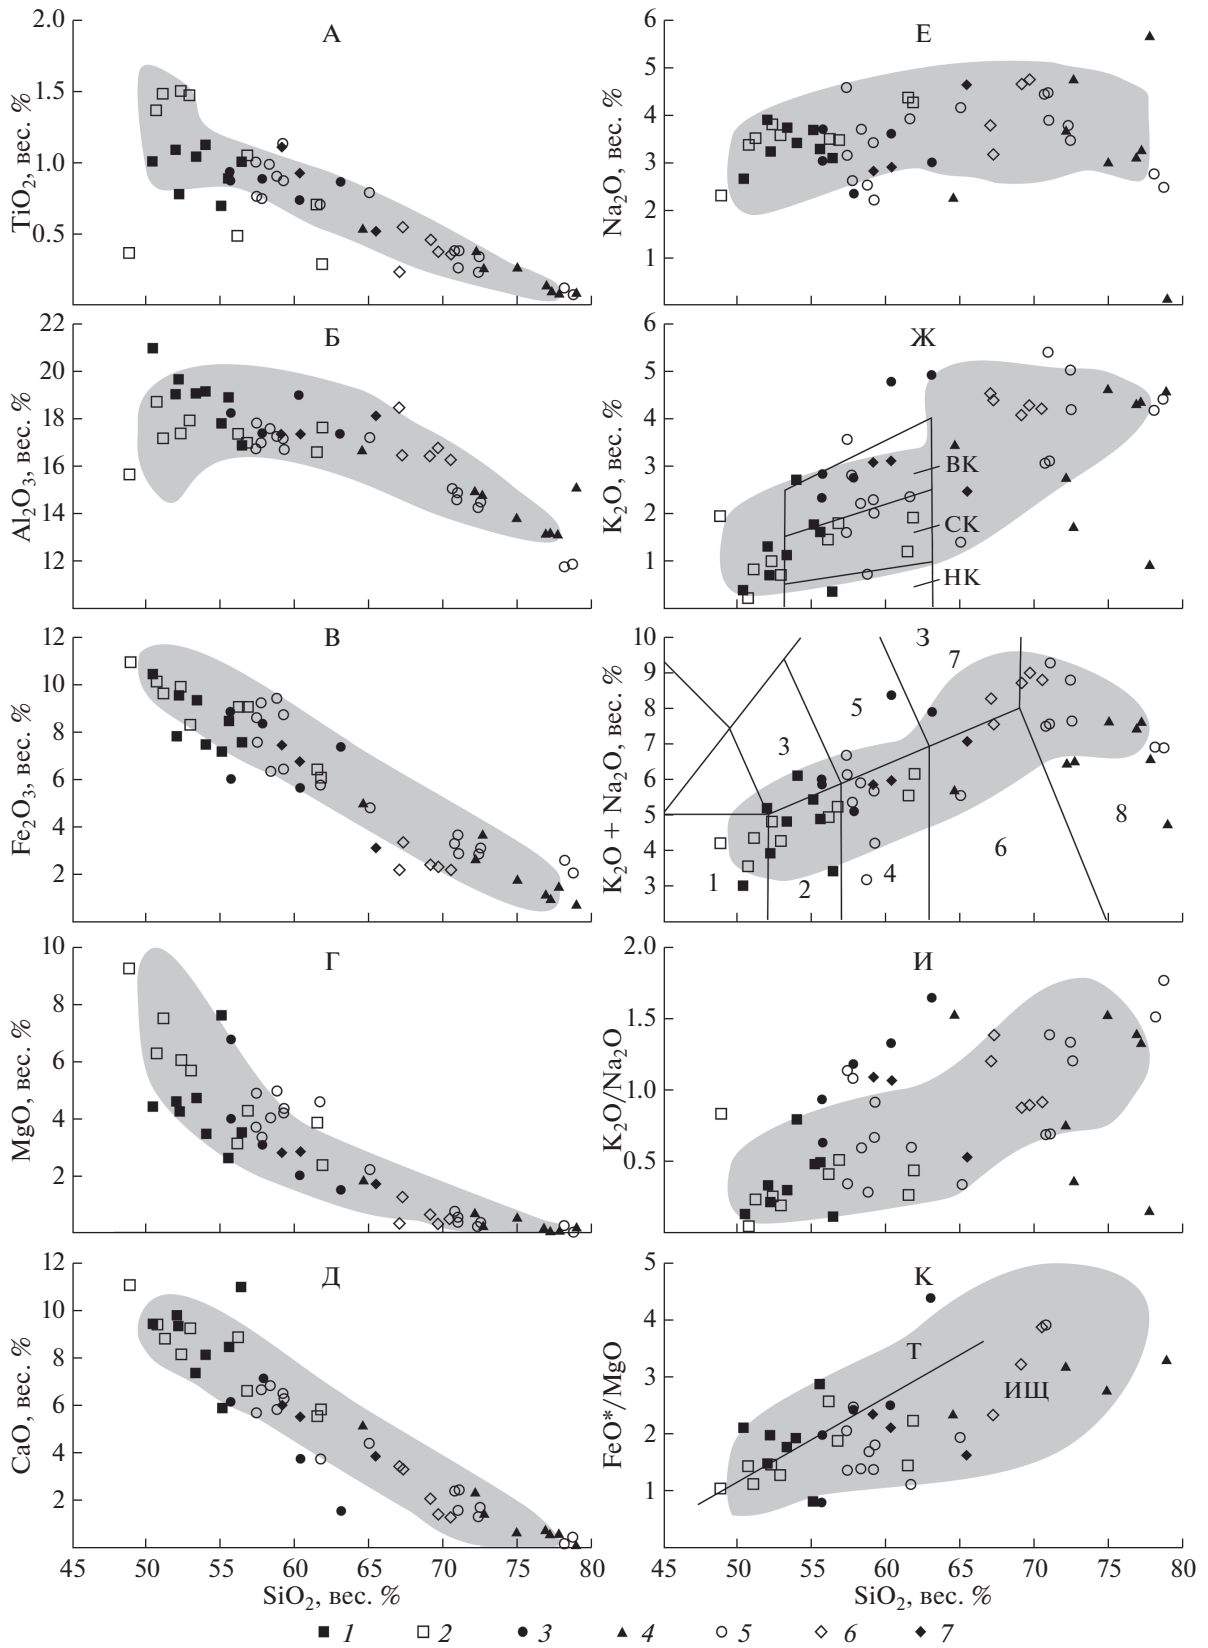 А
2.0
1.5
1.0
0.5
TiO₂, вес. %
Е
6
5
4
3
2
1
Na₂O, вес. %
Б
22
20
18
16
14
12
Al₂O₃, вес. %
Ж
6
5
4
3
2
1
K₂O, вес. %
ВК
СК
НК
В
12
10
8
6
4
2
Fe₂O₃, вес. %
З
10
9
8
7
6
5
4
3
K₂O + Na₂O, вес. %
1
2
3
4
5
6
7
8
Г
10
8
6
4
2
MgO, вес. %
И
2.0
1.5
1.0
0.5
K₂O/Na₂O
Д
12
10
8
6
4
2
CaO, вес. %
45 50 55 60 65 70 75 80
SiO₂, вес. %
К
5
4
3
2
1
FeO*/MgO
Т
ИЩ
45 50 55 60 65 70 75 80
SiO₂, вес. %
1 2 3 4 5 6 7